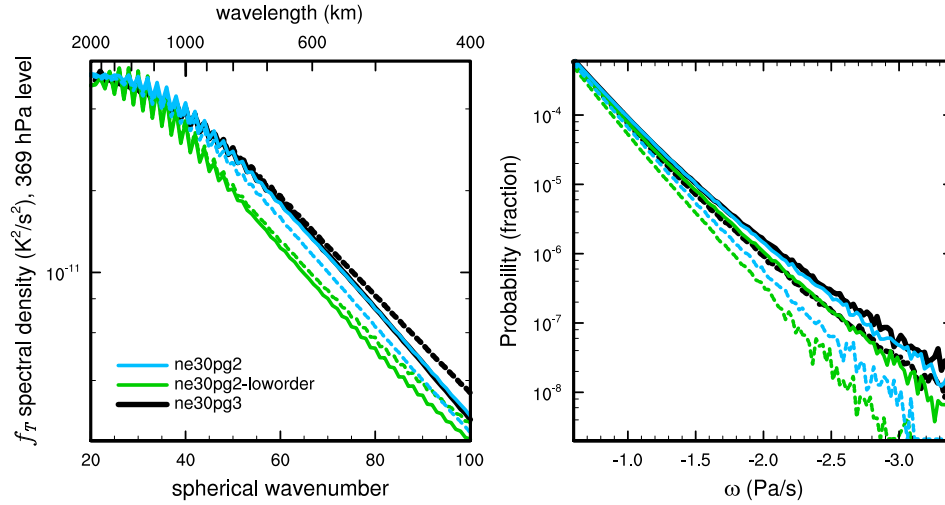 wavelength (km)
2000 1000 600 400
f_T spectral density (K²/s²), 369 hPa level
10⁻¹¹
ne30pg2
ne30pg2-loworder
ne30pg3
20 40 60 80 100
spherical wavenumber
Probability (fraction)
10⁻⁴
10⁻⁵
10⁻⁶
10⁻⁷
10⁻⁸
-1.0 -1.5 -2.0 -2.5 -3.0
ω (Pa/s)